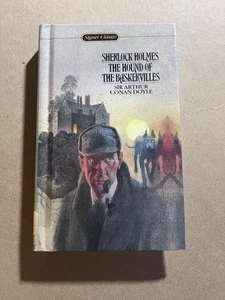 Signet Classic
SHERLOCK HOLMES
THE HOUND OF
THE BASKERVILLES
SIR ARTHUR
CONAN DOYLE